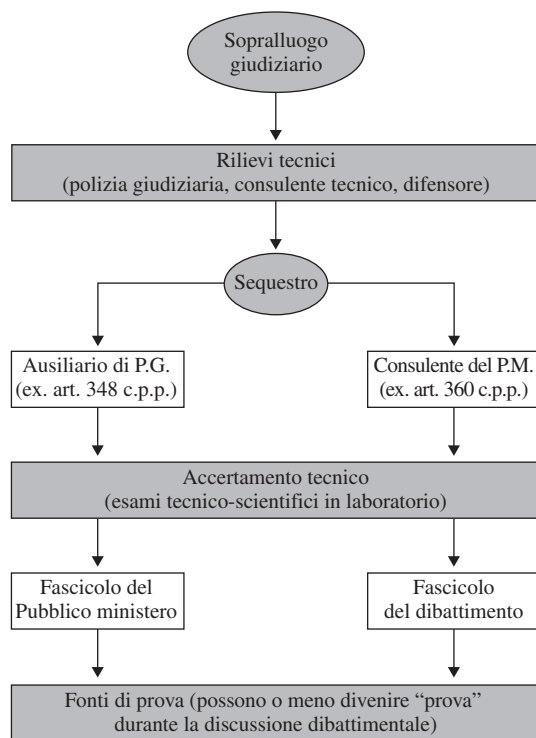 Sopralluogo
giudiziario
Rilievi tecnici
(polizia giudiziaria, consulente tecnico, difensore)
Sequestro
Ausiliario di P.G.
(ex. art. 348 c.p.p.)
Consulente del P.M.
(ex. art. 360 c.p.p.)
Accertamento tecnico
(esami tecnico-scientifici in laboratorio)
Fascicolo del
Pubblico ministero
Fascicolo
del dibattimento
Fonti di prova (possono o meno divenire “prova”
durante la discussione dibattimentale)